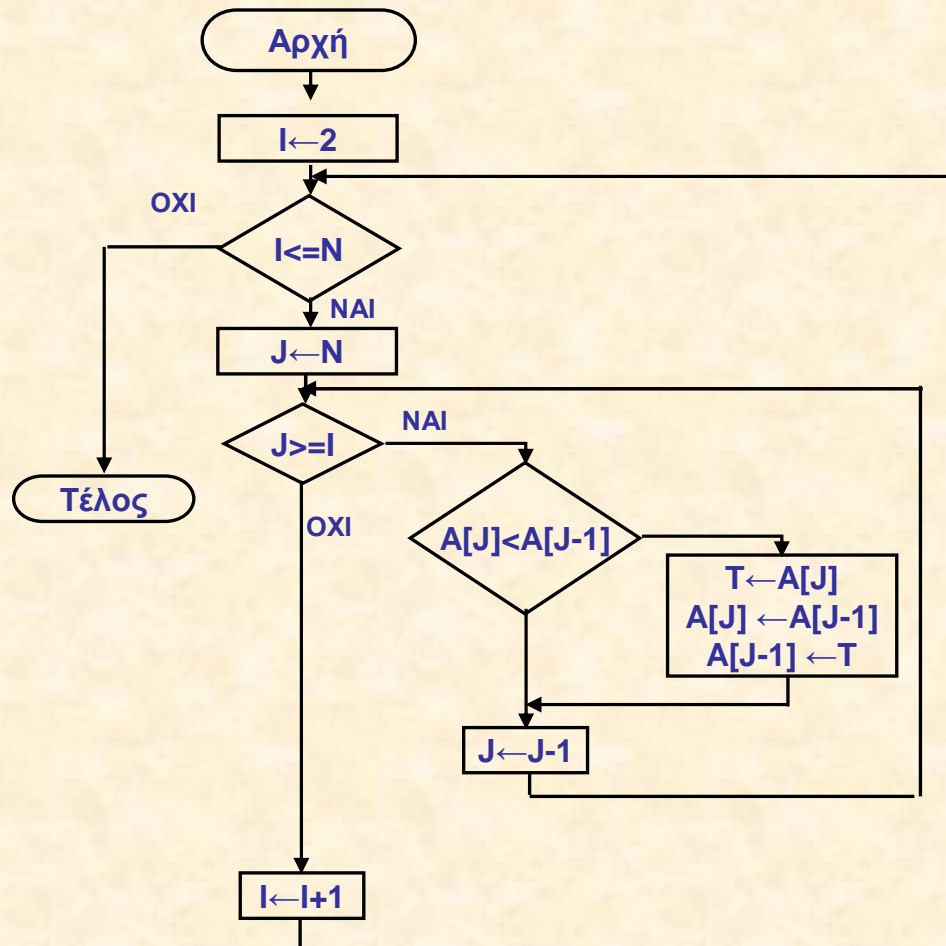 Αρχή
I←2
ΟΧΙ
I<=N
ΝΑΙ
J←N
J>=I
ΝΑΙ
Τέλος
ΟΧΙ
A[J]<A[J-1]
T←A[J]
A[J] ←A[J-1]
A[J-1] ←T
J←J-1
I←I+1